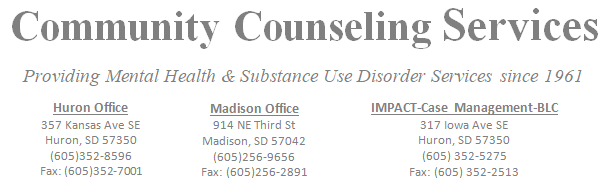 Community Counseling Services
Providing Mental Health & Substance Use Disorder Services since 1961
Huron Office
357 Kansas Ave SE
Huron, SD 57350
(605)352-8596
Fax: (605)352-7001
Madison Office
914 NE Third St
Madison, SD 57042
(605)256-9656
Fax: (605)256-2891
IMPACT-Case Management-BLC
317 Iowa Ave SE
Huron, SD 57350
(605) 352-5275
Fax: (605) 352-2513